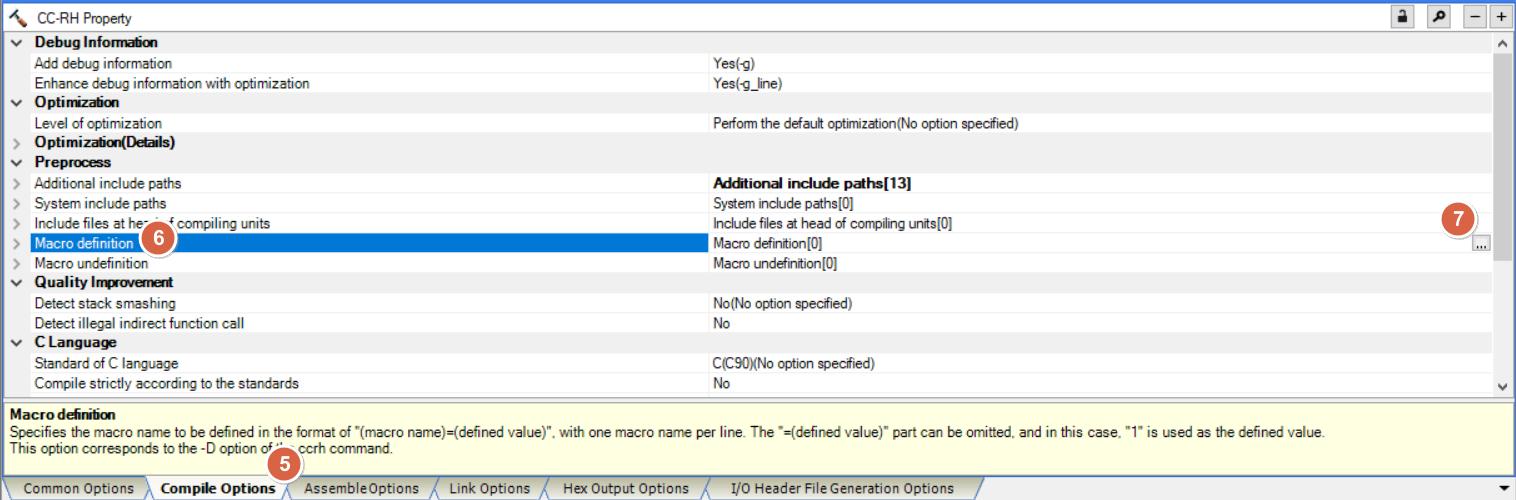 CC-RH Property
Debug Information
Add debug information Yes(-g)
Enhance debug information with optimization Yes(-g_line)
Optimization
Level of optimization Perform the default optimization(No option specified)
Optimization(Details)
Preprocess
Additional include paths Additional include paths[13]
System include paths System include paths[0]
Include files at head of compiling units Include files at head of compiling units[0]
Macro definition 6 Macro definition[0] 7 ...
Macro undefinition Macro undefinition[0]
Quality Improvement
Detect stack smashing No(No option specified)
Detect illegal indirect function call No
C Language
Standard of C language C(C90)(No option specified)
Compile strictly according to the standards No
Macro definition
Specifies the macro name to be defined in the format of "(macro name)=(defined value)", with one macro name per line. The "=(defined value)" part can be omitted, and in this case, "1" is used as the defined value.
This option corresponds to the -D option of the ccrh command.
5
Common Options Compile Options Assemble Options Link Options Hex Output Options I/O Header File Generation Options